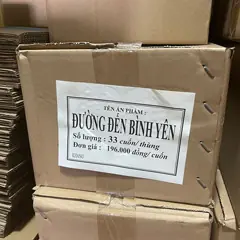 TÊN ẤN PHẨM :
ĐƯỜNG ĐẾN BÌNH YÊN
Số lượng : 33 cuốn/thùng
Đơn giá : 196.000 đồng/cuốn